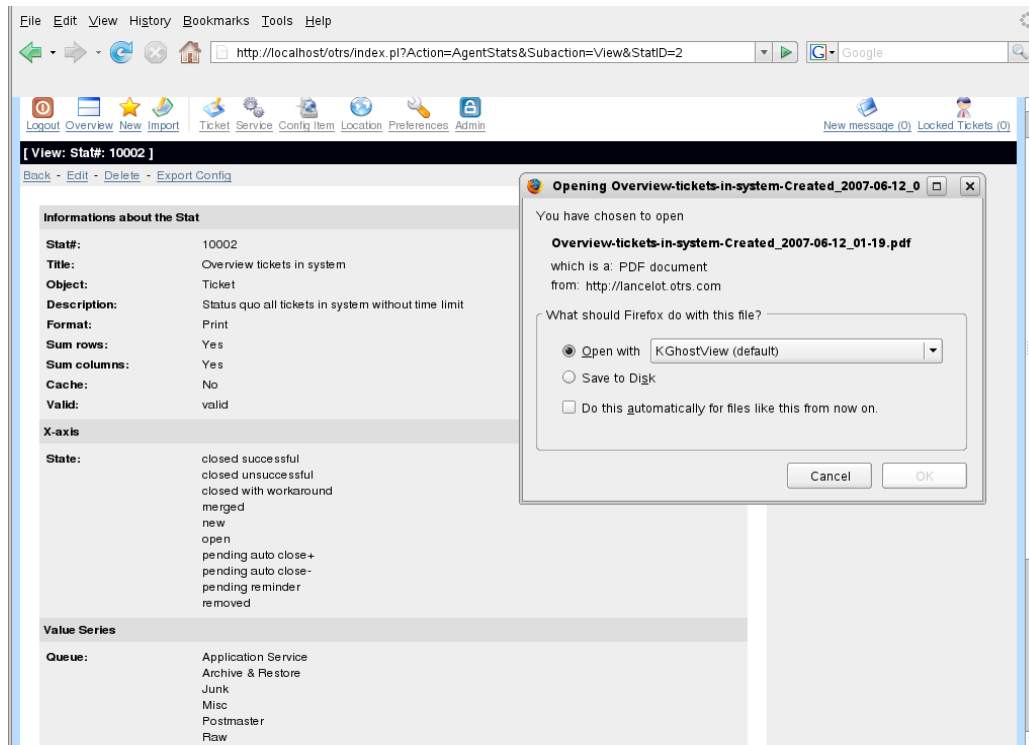 File Edit View History Bookmarks Tools Help
http://localhost/otrs/index.pl?Action=AgentStats&Subaction=View&StatID=2
G Google
Logout Overview New Import Ticket Service Config Item Location Preferences Admin
New message (0) Locked Tickets (0)
[ View: Stat#: 10002 ]
Back - Edit - Delete - Export Config
Informations about the Stat
Stat#: 10002
Title: Overview tickets in system
Object: Ticket
Description: Status quo all tickets in system without time limit
Format: Print
Sum rows: Yes
Sum columns: Yes
Cache: No
Valid: valid
X-axis
State: closed successful
closed unsuccessful
closed with workaround
merged
new
open
pending auto close+
pending auto close-
pending reminder
removed
Value Series
Queue: Application Service
Archive & Restore
Junk
Misc
Postmaster
Raw
Opening Overview-tickets-in-system-Created_2007-06-12_0
You have chosen to open
Overview-tickets-in-system-Created_2007-06-12_01-19.pdf
which is a: PDF document
from: http://lancelot.otrs.com
What should Firefox do with this file?
Open with KGhostView (default)
Save to Disk
Do this automatically for files like this from now on.
Cancel OK